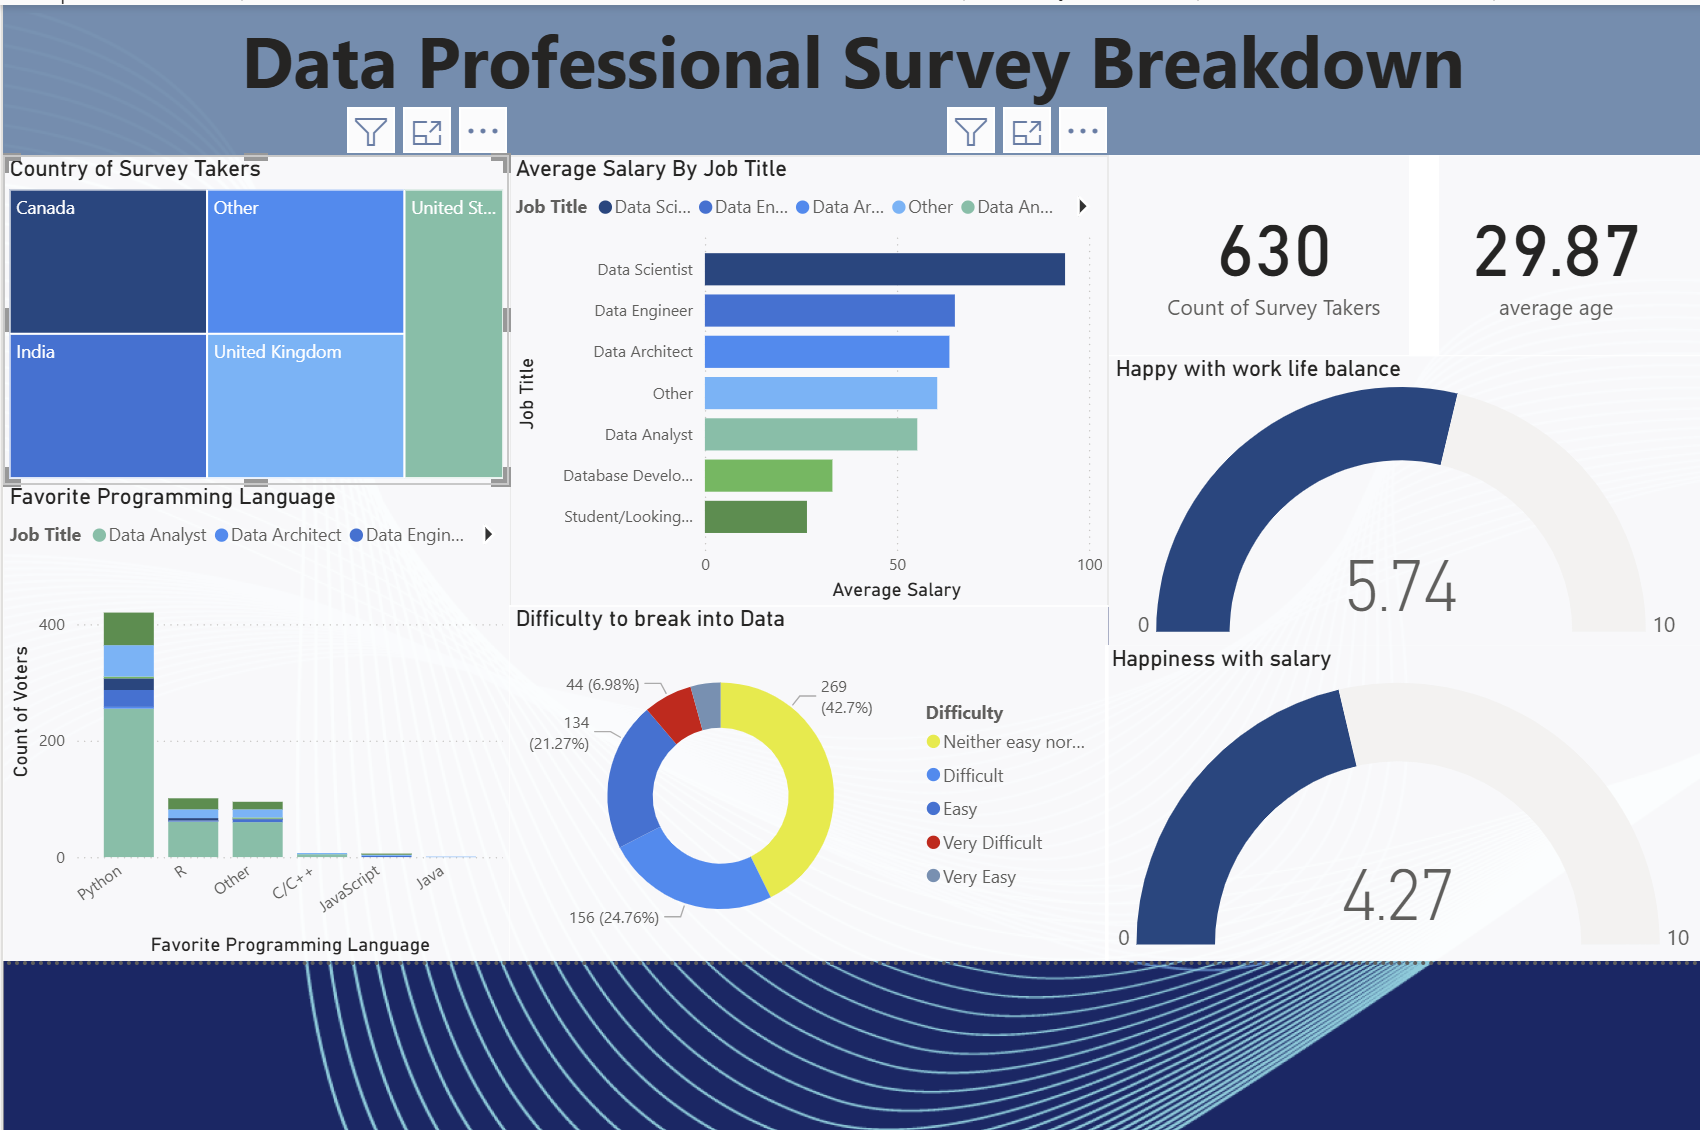 Data Professional Survey Breakdown
Country of Survey Takers
Canada
Other
United St...
India
United Kingdom
Average Salary By Job Title
Job Title Data Sci... Data En... Data Ar... Other Data An...
Job Title
Data Scientist
Data Engineer
Data Architect
Other
Data Analyst
Database Develo...
Student/Looking...
0 50 100
Average Salary
630
Count of Survey Takers
29.87
average age
Happy with work life balance
5.74
0
10
Favorite Programming Language
Job Title Data Analyst Data Architect Data Engin...
Count of Voters
400
200
0
Python
R
Other
C/C++
JavaScript
Java
Favorite Programming Language
Difficulty to break into Data
44 (6.98%)
269
(42.7%)
134
(21.27%)
156 (24.76%)
Difficulty
Neither easy nor...
Difficult
Easy
Very Difficult
Very Easy
Happiness with salary
4.27
0
10